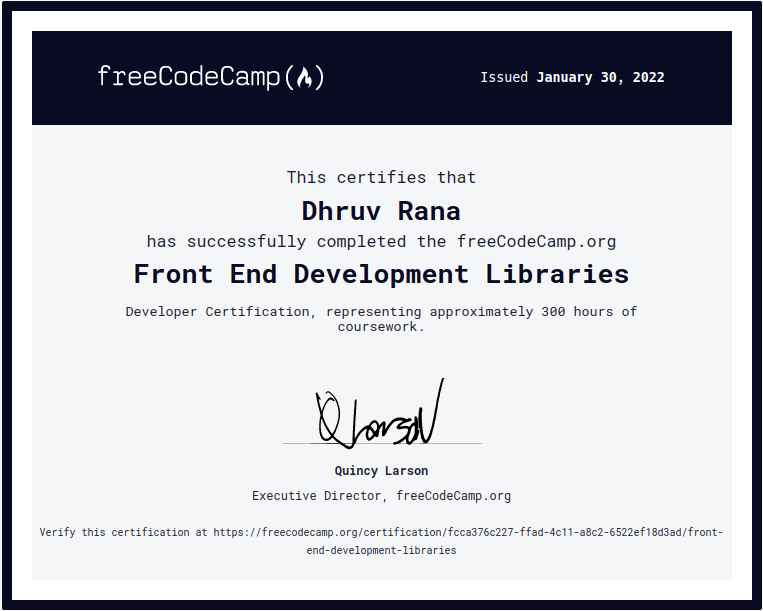 freeCodeCamp(🔥)
Issued January 30, 2022
This certifies that
Dhruv Rana
has successfully completed the freeCodeCamp.org
Front End Development Libraries
Developer Certification, representing approximately 300 hours of
coursework.
Q Larson
Quincy Larson
Executive Director, freeCodeCamp.org
Verify this certification at https://freecodecamp.org/certification/fcca376c227-ffad-4c11-a8c2-6522ef18d3ad/front-
end-development-libraries